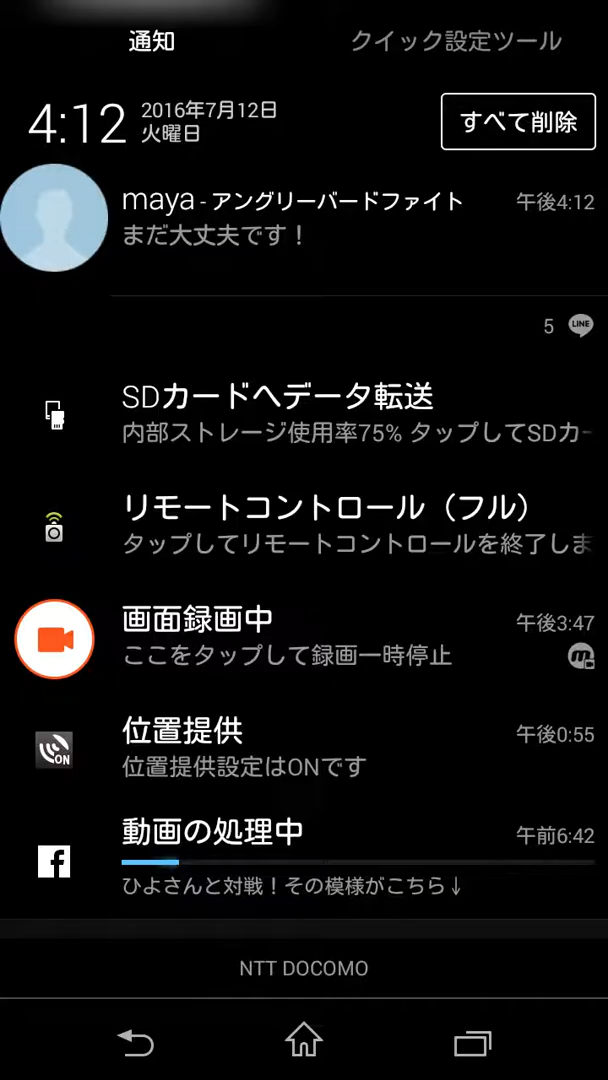 通知
クイック設定ツール
4:12
2016年7月12日
火曜日
すべて削除
maya - アングリーバードファイト
午後4:12
まだ大丈夫です！
5
LINE
SDカードへデータ転送
内部ストレージ使用率75% タップしてSDカー
リモートコントロール（フル）
タップしてリモートコントロールを終了しま
画面録画中
午後3:47
ここをタップして録画一時停止
位置提供
午後0:55
ON
位置提供設定はONです
動画の処理中
午前6:42
ひよさんと対戦！その模様がこちら↓
NTT DOCOMO